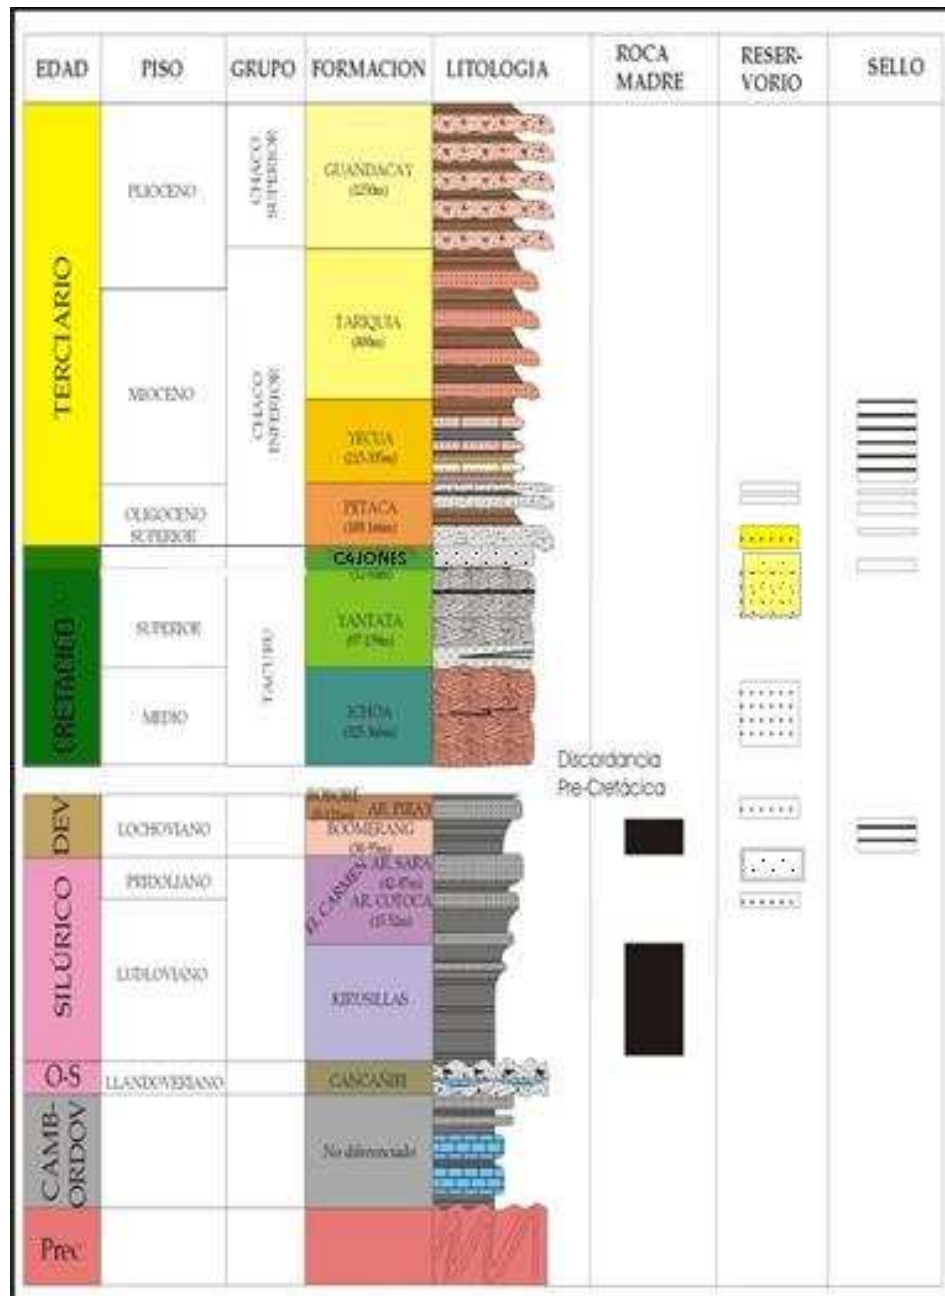 EDAD PISO GRUPO FORMACION LITOLOGIA ROCA MADRE RESER-VORIO SELLO
TERCIARIO
PLIOCENO
CHACO SUPERIOR
GUANDACAY
(1250m)
TARIQUIA
(800m)
MIOCENO
CHACO INFERIOR
YECUA
OLIGOCENO
SUPERIOR
PETACA
CRETACICO
CAJONES
SUPERIOR
TACURU
YANTATA
MEDIO
ICHOA
Discordancia
Pre-Cretácica
DEV
LOCHOVIANO
AR. PIRAY
BOOMERANG
SILÚRICO
PRIDOLIANO
EL CARMEN
AR. SARA
AR. COTOCA
LUDLOVIANO
KIRUSILLAS
O-S
LLANDOVERIANO
CANCAÑIRI
CAMB-
ORDOV
No diferenciado
Prec